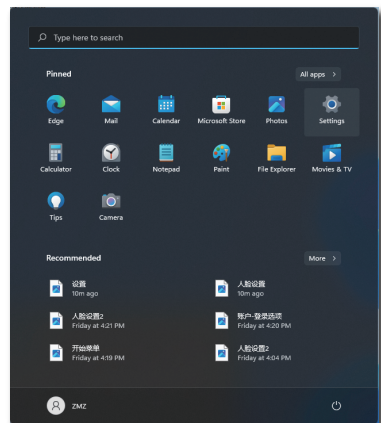 Type here to search
Pinned
All apps >
Edge
Mail
Calendar
Microsoft Store
Photos
Settings
Calculator
Clock
Notepad
Paint
File Explorer
Movies & TV
Tips
Camera
Recommended
More >
设置
10m ago
人脸设置
10m ago
人脸设置2
Friday at 4:21 PM
账户-登录选项
Friday at 4:20 PM
开始菜单
Friday at 4:19 PM
人脸设置2
Friday at 4:04 PM
ZMZ